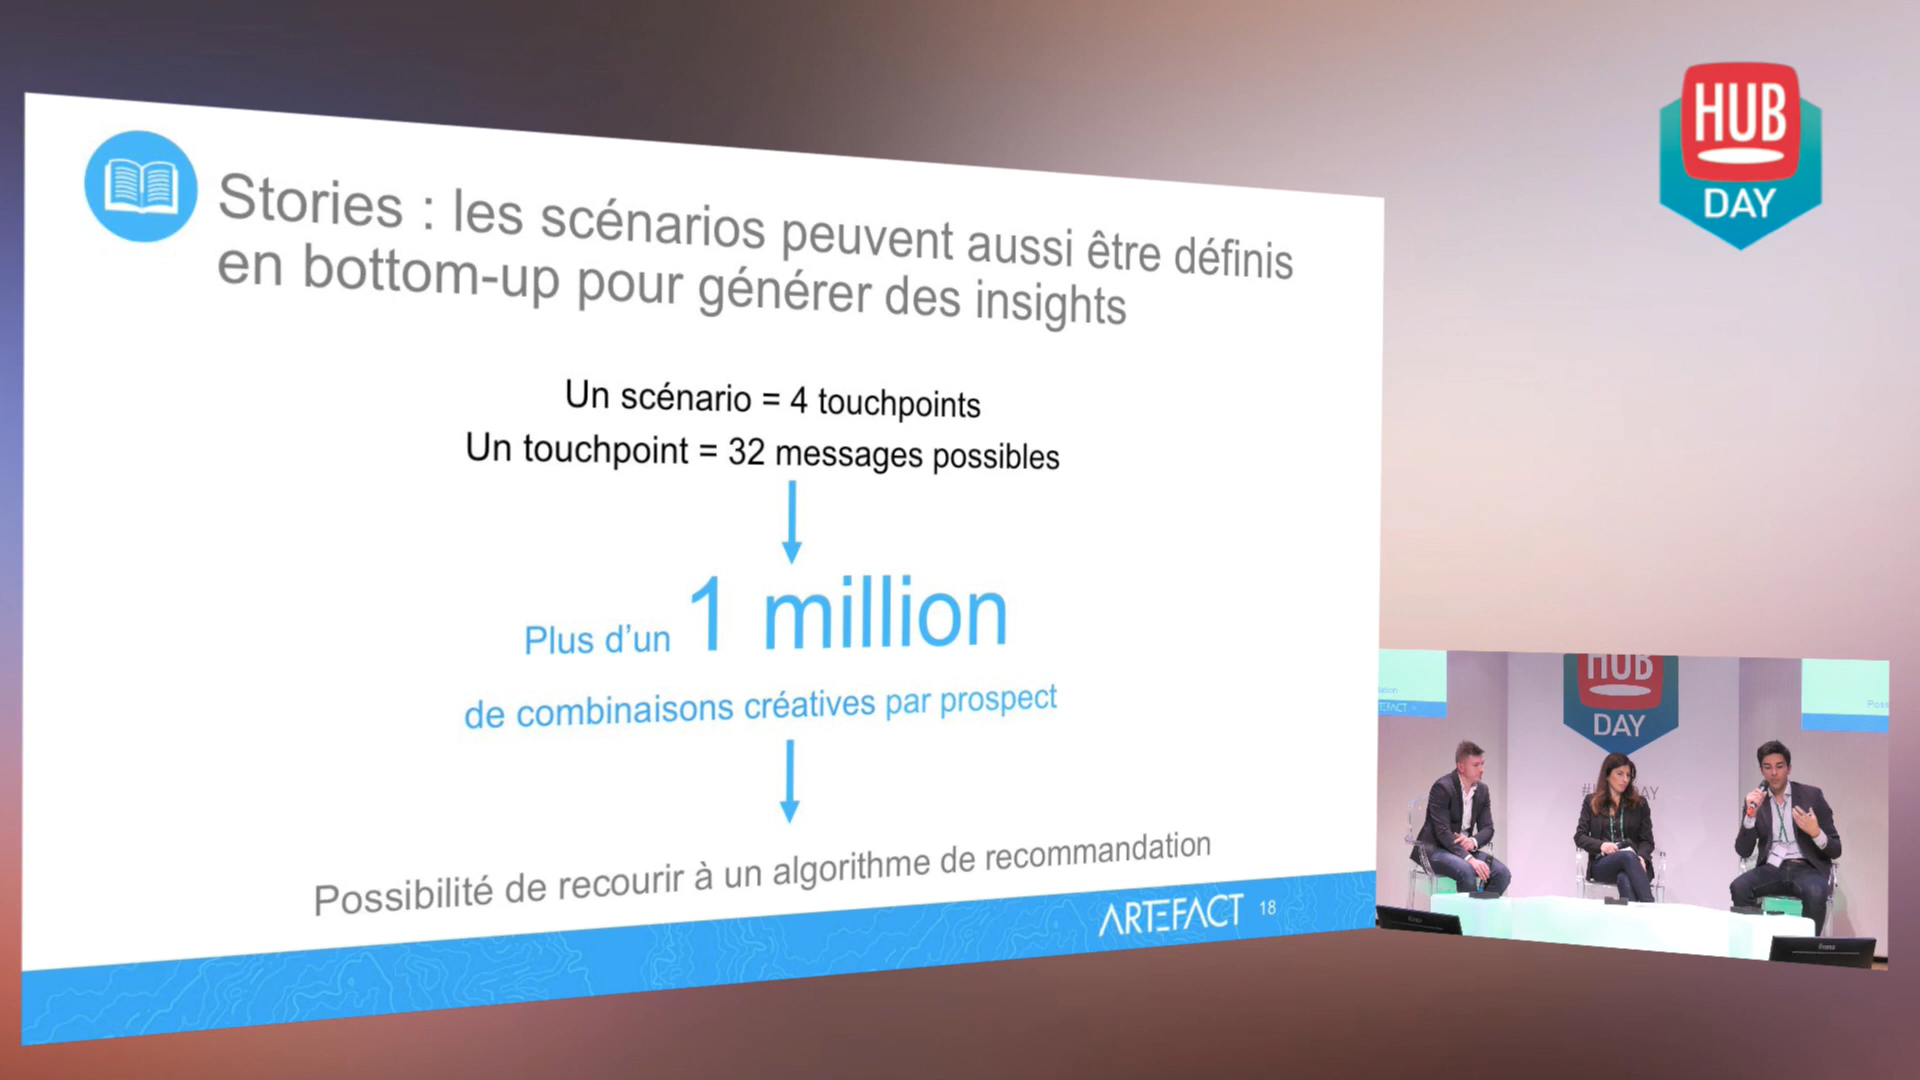 HUB
DAY
Stories : les scénarios peuvent aussi être définis
en bottom-up pour générer des insights
Un scénario = 4 touchpoints
Un touchpoint = 32 messages possibles
Plus d’un 1 million
de combinaisons créatives par prospect
Possibilité de recourir à un algorithme de recommandation
ARTEFACT 18
HUB
DAY